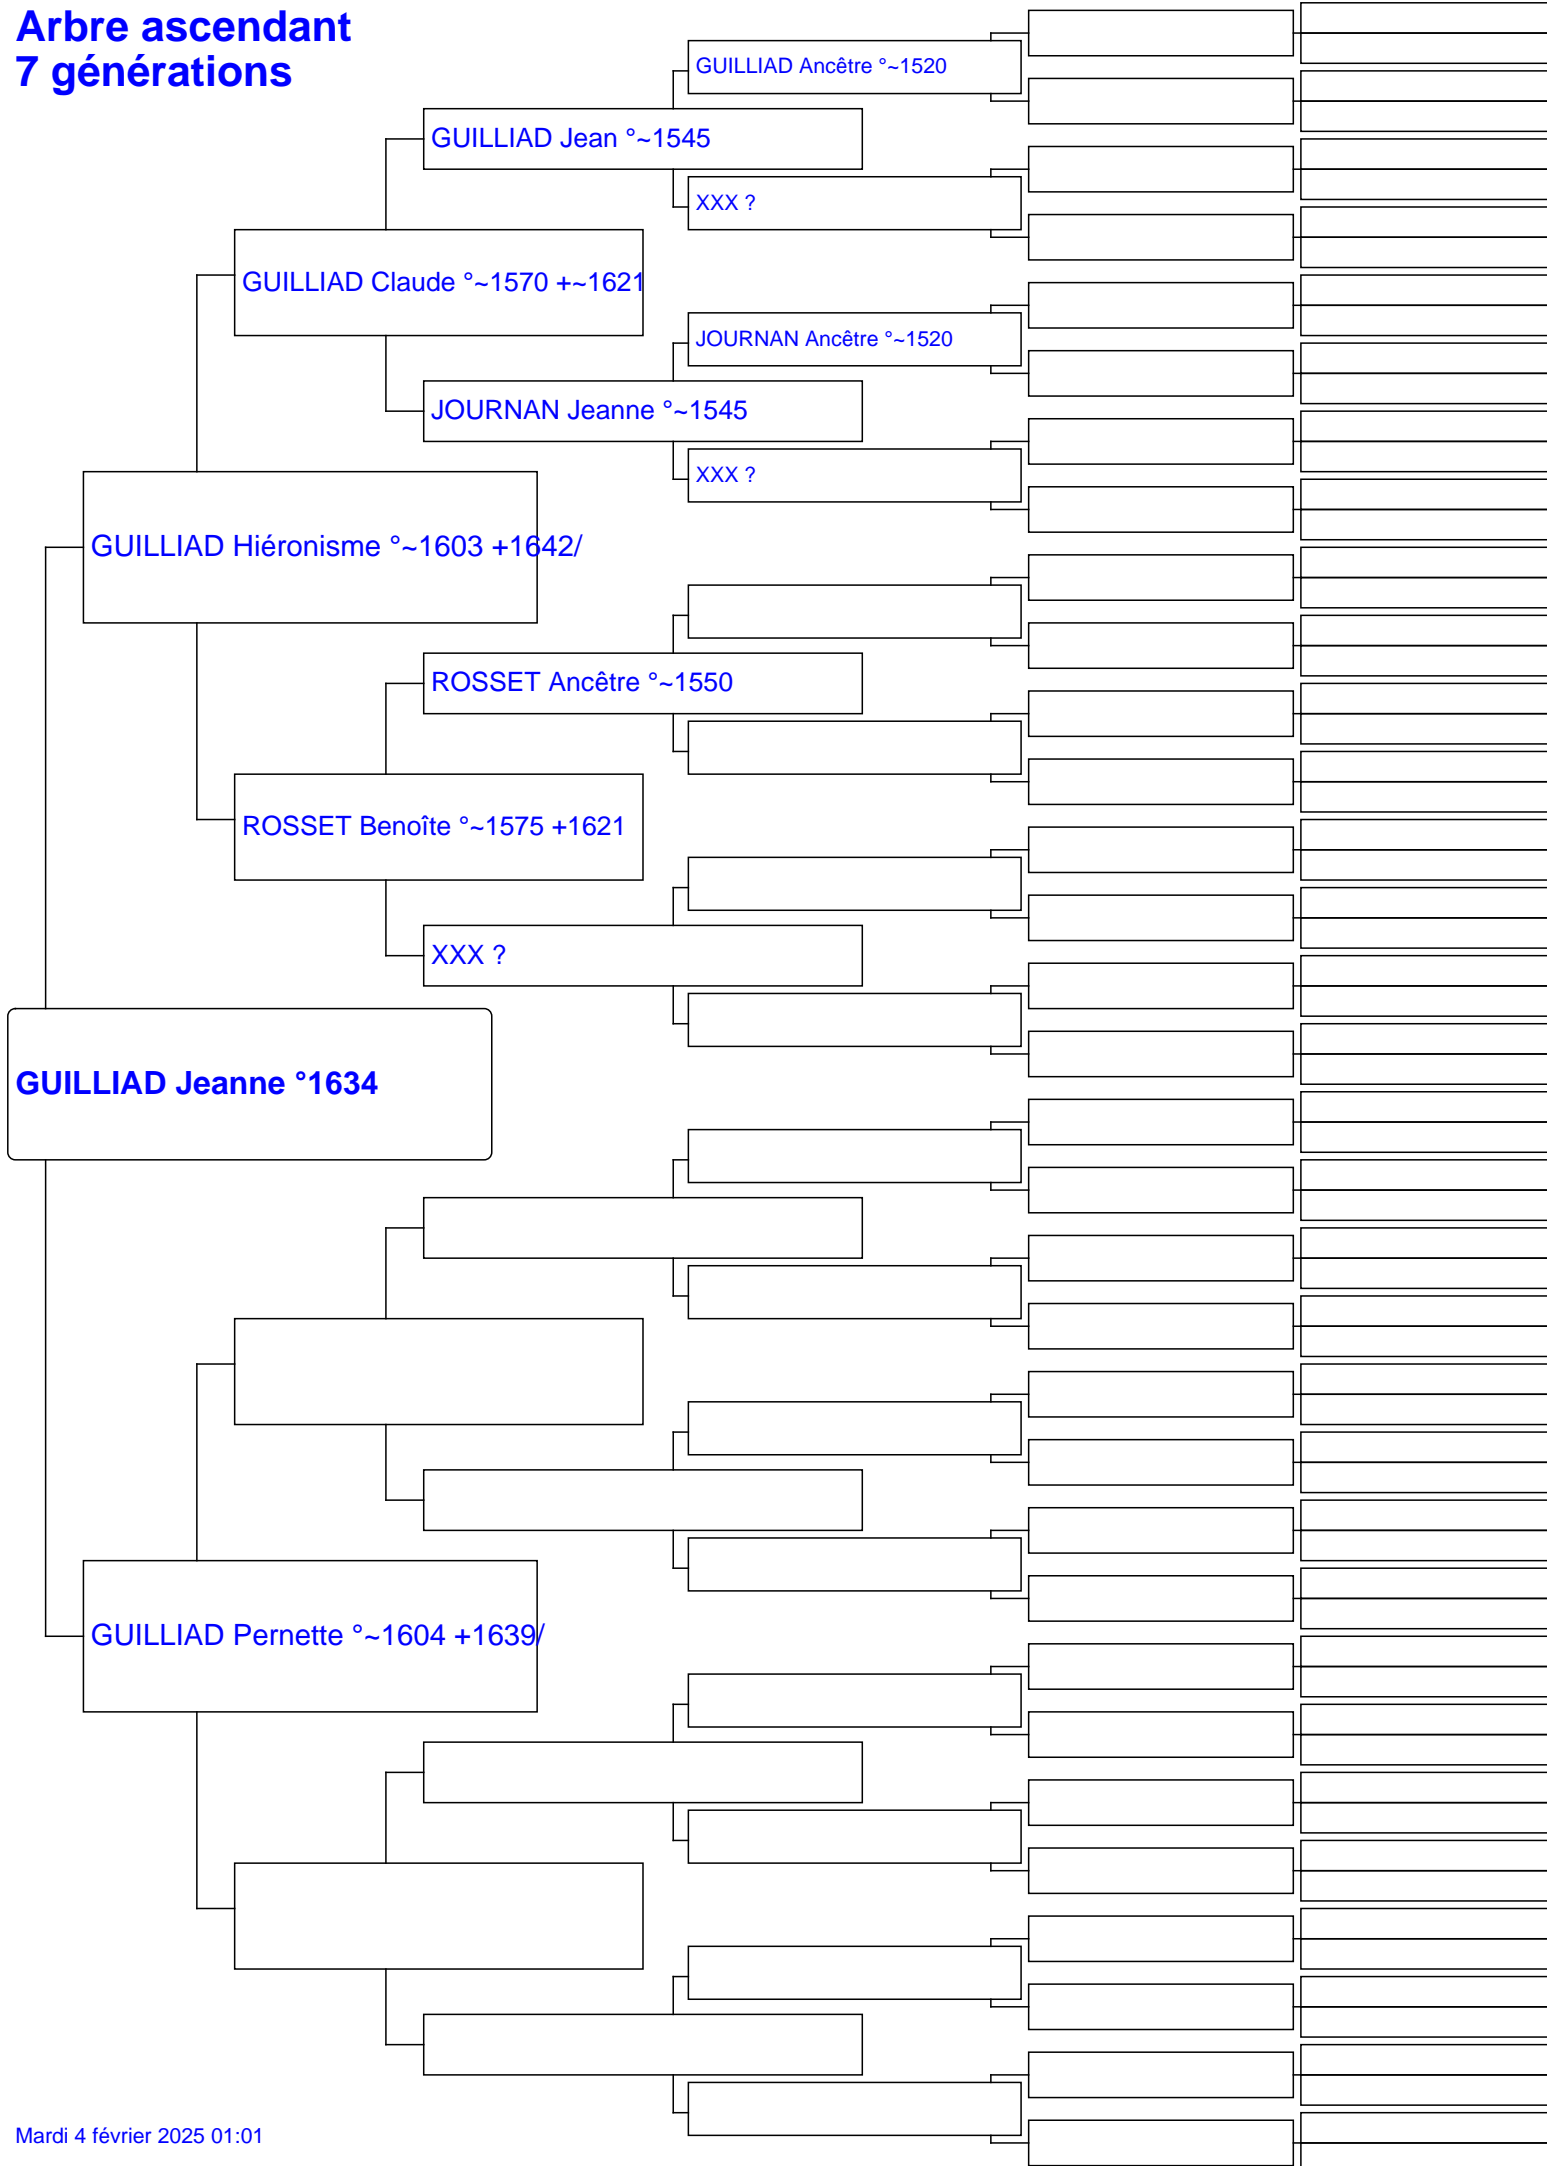 Arbre ascendant
7 générations
GUILLIAD Ancêtre °~1520
GUILLIAD Jean °~1545
XXX ?
GUILLIAD Claude °~1570 +~1621
JOURNAN Ancêtre °~1520
JOURNAN Jeanne °~1545
XXX ?
GUILLIAD Hiéronisme °~1603 +1642/
ROSSET Ancêtre °~1550
ROSSET Benoîte °~1575 +1621
XXX ?
GUILLIAD Jeanne °1634
GUILLIAD Pernette °~1604 +1639/
Mardi 4 février 2025 01:01